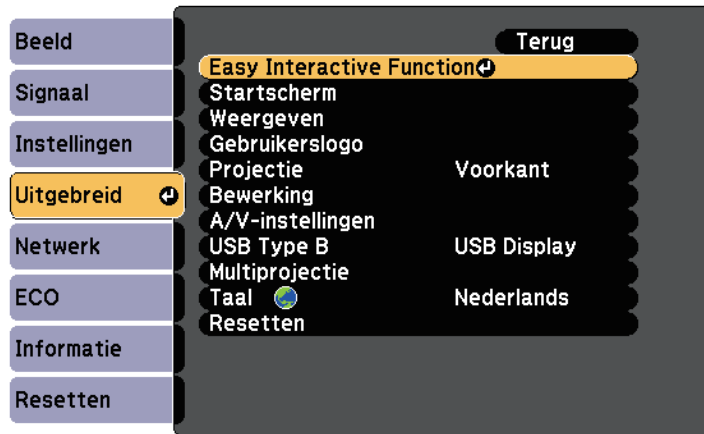 Beeld
Signaal
Instellingen
Uitgebreid
Netwerk
ECO
Informatie
Resetten
Terug
Easy Interactive Function
Startscherm
Weergeven
Gebruikerslogo
Projectie Voorkant
Bewerking
A/V-instellingen
USB Type B USB Display
Multiprojectie
Taal Nederlands
Resetten